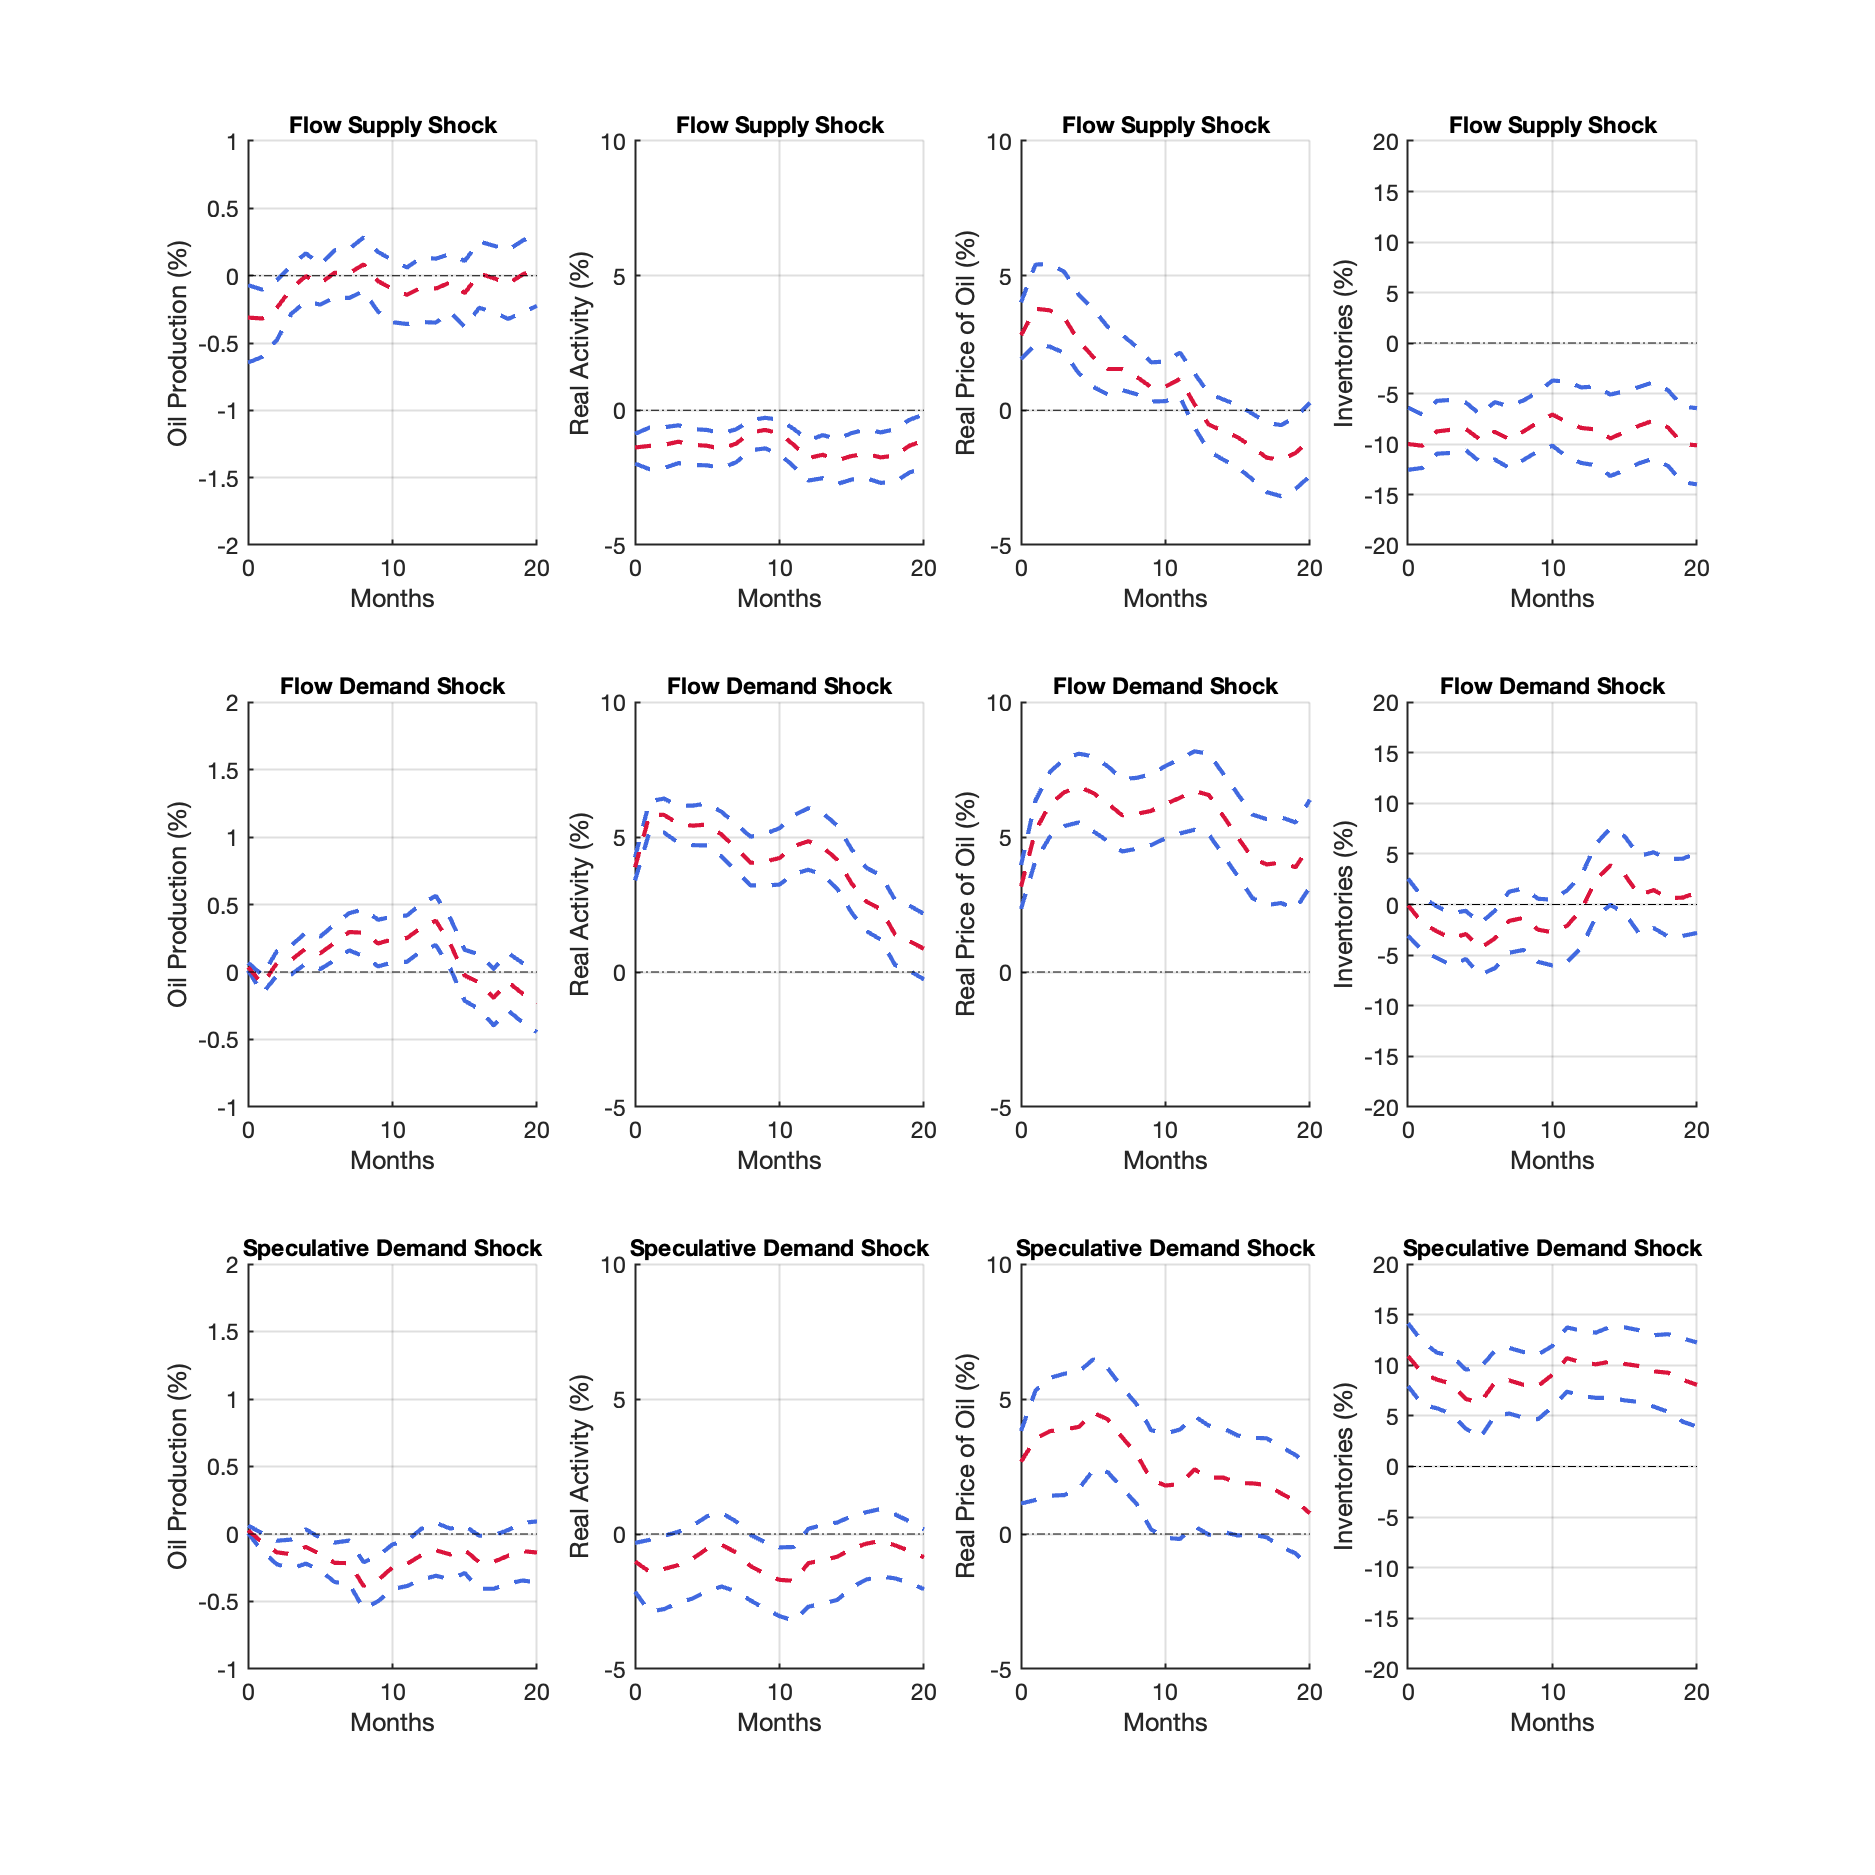 Flow Supply Shock Flow Supply Shock Flow Supply Shock Flow Supply Shock
Oil Production (%)
1
0.5
0
-0.5
-1
-1.5
-2
0 10 20
Months
Real Activity (%)
10
5
0
-5
0 10 20
Months
Real Price of Oil (%)
10
5
0
-5
0 10 20
Months
Inventories (%)
20
15
10
5
0
-5
-10
-15
-20
0 10 20
Months
Flow Demand Shock Flow Demand Shock Flow Demand Shock Flow Demand Shock
Oil Production (%)
2
1.5
1
0.5
0
-0.5
-1
0 10 20
Months
Real Activity (%)
10
5
0
-5
0 10 20
Months
Real Price of Oil (%)
10
5
0
-5
0 10 20
Months
Inventories (%)
20
15
10
5
0
-5
-10
-15
-20
0 10 20
Months
Speculative Demand Shock Speculative Demand Shock Speculative Demand Shock Speculative Demand Shock
Oil Production (%)
2
1.5
1
0.5
0
-0.5
-1
0 10 20
Months
Real Activity (%)
10
5
0
-5
0 10 20
Months
Real Price of Oil (%)
10
5
0
-5
0 10 20
Months
Inventories (%)
20
15
10
5
0
-5
-10
-15
-20
0 10 20
Months